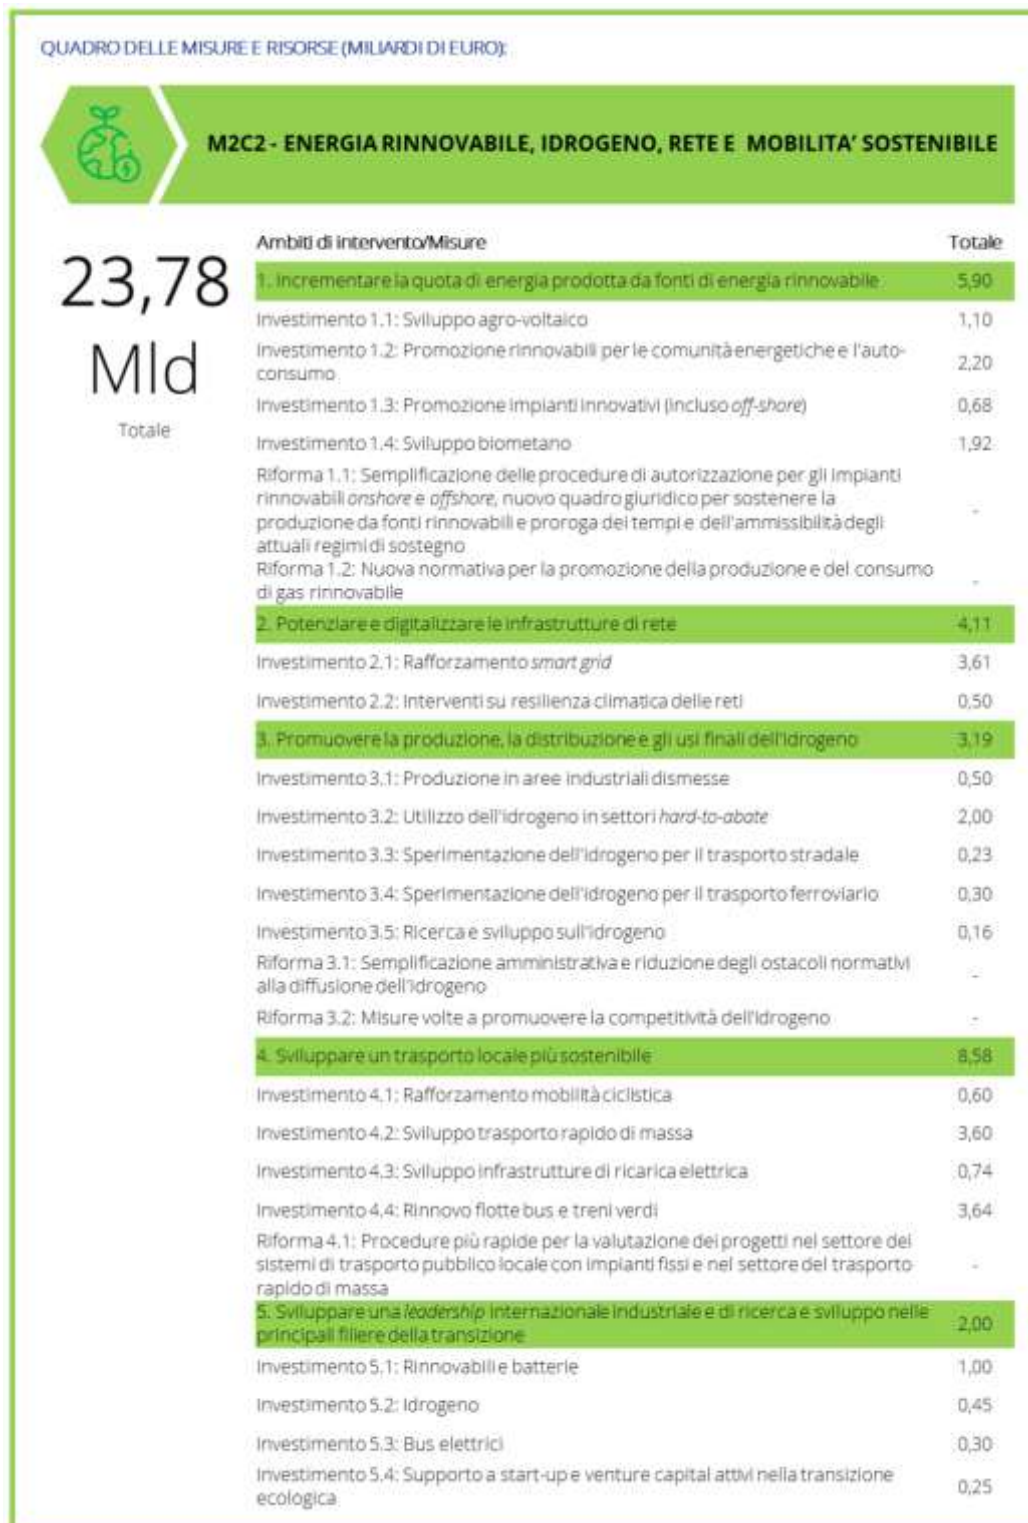 QUADRO DELLE MISURE E RISORSE (MILIARDI DI EURO):
M2C2 - ENERGIA RINNOVABILE, IDROGENO, RETE E MOBILITA' SOSTENIBILE
23,78
Mld
Totale
Ambiti di intervento/Misure Totale
1. Incrementare la quota di energia prodotta da fonti di energia rinnovabile 5,90
Investimento 1.1: Sviluppo agro-voltaico 1,10
Investimento 1.2: Promozione rinnovabili per le comunità energetiche e l'auto-
consumo 2,20
Investimento 1.3: Promozione impianti innovativi (incluso off-shore) 0,68
Investimento 1.4: Sviluppo biometano 1,92
Riforma 1.1: Semplificazione delle procedure di autorizzazione per gli impianti
rinnovabili onshore e offshore, nuovo quadro giuridico per sostenere la
produzione da fonti rinnovabili e proroga dei tempi e dell'ammissibilità degli
attuali regimi di sostegno -
Riforma 1.2: Nuova normativa per la promozione della produzione e del consumo
di gas rinnovabile -
2. Potenziare e digitalizzare le infrastrutture di rete 4,11
Investimento 2.1: Rafforzamento smart grid 3,61
Investimento 2.2: Interventi su resilienza climatica delle reti 0,50
3. Promuovere la produzione, la distribuzione e gli usi finali dell'idrogeno 3,19
Investimento 3.1: Produzione in aree industriali dismesse 0,50
Investimento 3.2: Utilizzo dell'idrogeno in settori hard-to-abate 2,00
Investimento 3.3: Sperimentazione dell'idrogeno per il trasporto stradale 0,23
Investimento 3.4: Sperimentazione dell'idrogeno per il trasporto ferroviario 0,30
Investimento 3.5: Ricerca e sviluppo sull'idrogeno 0,16
Riforma 3.1: Semplificazione amministrativa e riduzione degli ostacoli normativi
alla diffusione dell'idrogeno -
Riforma 3.2: Misure volte a promuovere la competitività dell'idrogeno -
4. Sviluppare un trasporto locale più sostenibile 8,58
Investimento 4.1: Rafforzamento mobilità ciclistica 0,60
Investimento 4.2: Sviluppo trasporto rapido di massa 3,60
Investimento 4.3: Sviluppo infrastrutture di ricarica elettrica 0,74
Investimento 4.4: Rinnovo flotte bus e treni verdi 3,64
Riforma 4.1: Procedure più rapide per la valutazione dei progetti nel settore dei
sistemi di trasporto pubblico locale con impianti fissi e nel settore del trasporto
rapido di massa -
5. Sviluppare una leadership internazionale industriale e di ricerca e sviluppo nelle
principali filiere della transizione 2,00
Investimento 5.1: Rinnovabili e batterie 1,00
Investimento 5.2: Idrogeno 0,45
Investimento 5.3: Bus elettrici 0,30
Investimento 5.4: Supporto a start-up e venture capital attivi nella transizione
ecologica 0,25